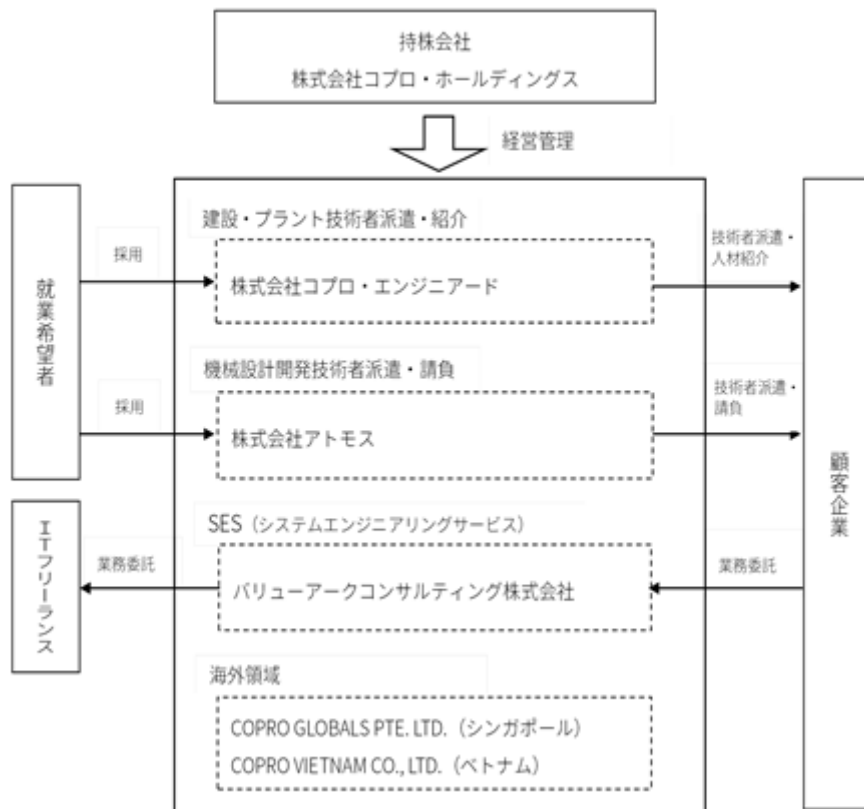 持株会社
株式会社コプロ・ホールディングス
経営管理
建設・プラント技術者派遣・紹介
技術者派遣・
人材紹介
採用
株式会社コプロ・エンジニアード
就業希望者
機械設計開発技術者派遣・請負
技術者派遣・
請負
採用
株式会社アトモス
顧客企業
SES（システムエンジニアリングサービス）
ITフリーランス
業務委託
バリューアークコンサルティング株式会社
業務委託
海外領域
COPRO GLOBALS PTE. LTD.（シンガポール）
COPRO VIETNAM CO., LTD.（ベトナム）